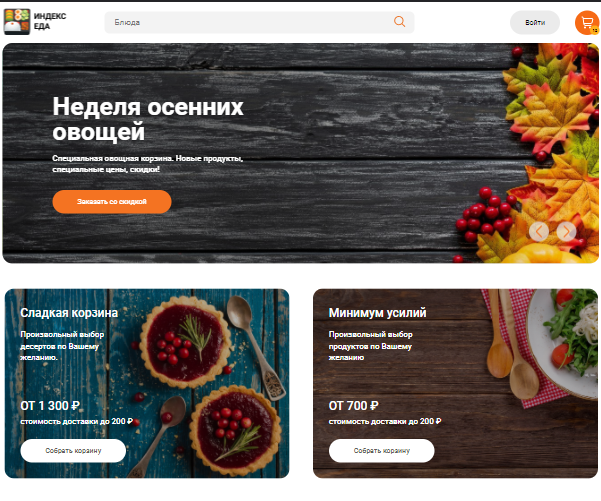 ИНДЕКС
ЕДА
Блюда
Войти
Неделя осенних
овощей
Специальная овощная корзина. Новые продукты,
специальные цены, скидки!
Заказать со скидкой
Сладкая корзина
Произвольный выбор
десертов по Вашему
желанию.
ОТ 1 300 ₽
стоимость доставки до 200 ₽
Собрать корзину
Минимум усилий
Произвольный выбор
продуктов по Вашему
желанию
ОТ 700 ₽
стоимость доставки до 200 ₽
Собрать корзину